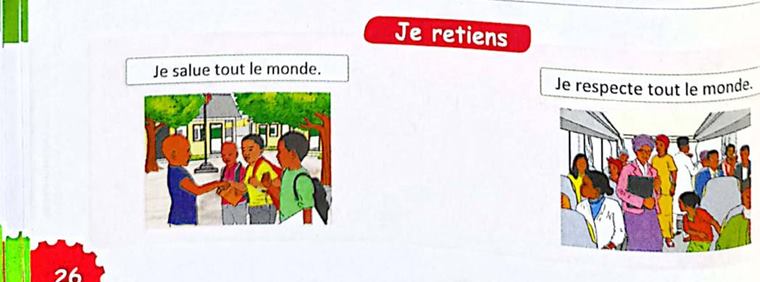 Je retiens
Je salue tout le monde.
Je respecte tout le monde.
26